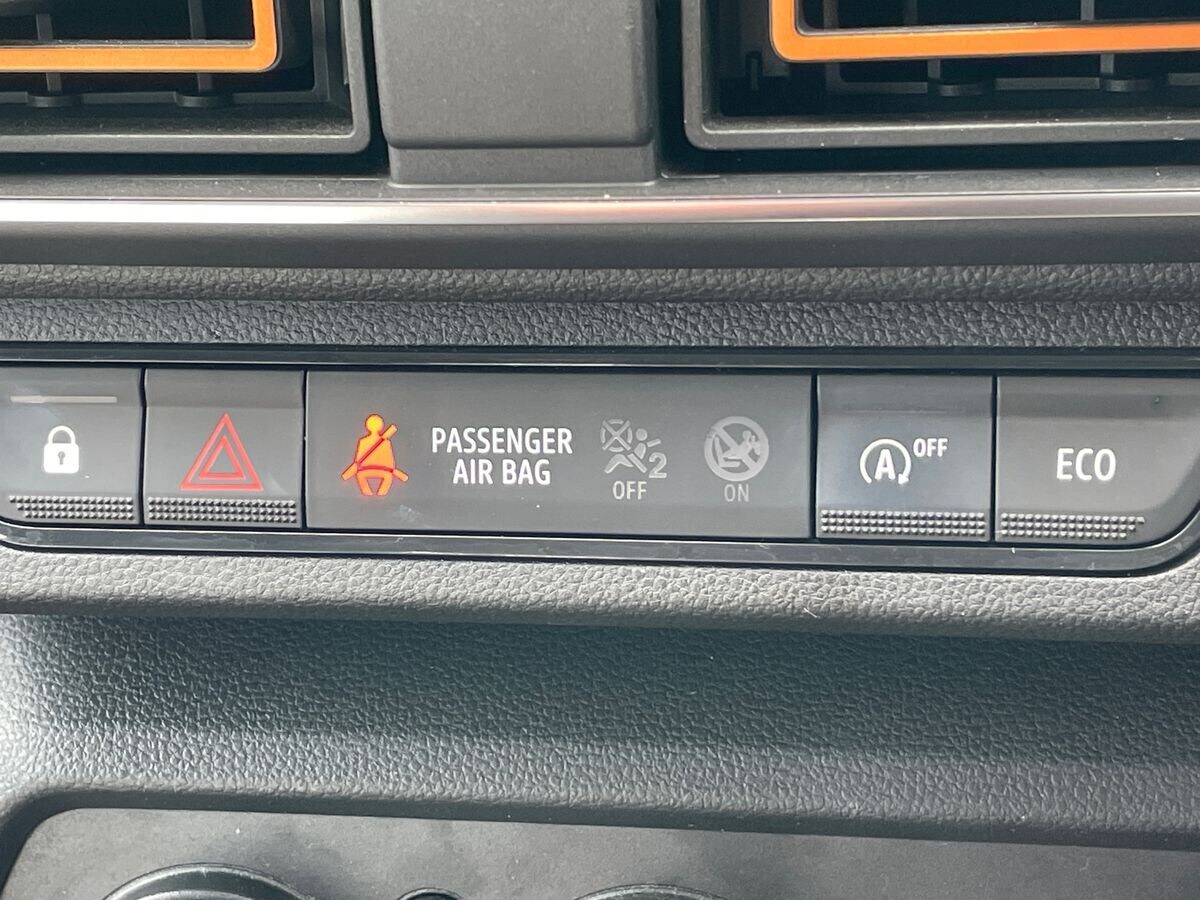 PASSENGER
AIR BAG
2
OFF
ON
A OFF
ECO